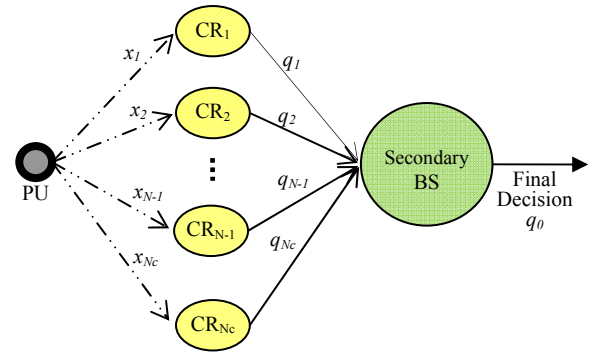 CR1
x1
q1
x2
CR2
q2
PU
Secondary
BS
Final
Decision
q0
xN-1
qN-1
CRN-1
xNc
qNc
CRNc